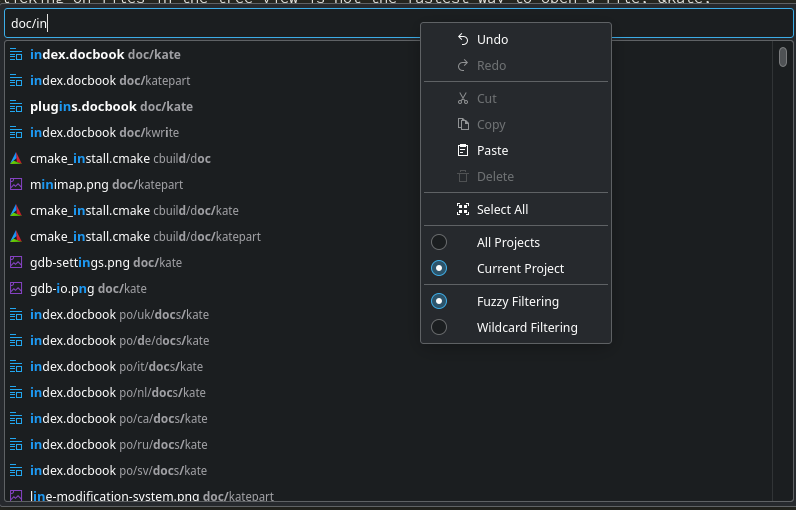 clicking on files in the tree view is not the fastest way to open a file. &kate;
doc/in
index.docbook doc/kate
index.docbook doc/katepart
plugins.docbook doc/kate
index.docbook doc/kwrite
cmake_install.cmake cbuild/doc
minimap.png doc/katepart
cmake_install.cmake cbuild/doc/kate
cmake_install.cmake cbuild/doc/katepart
gdb-settings.png doc/kate
gdb-io.png doc/kate
index.docbook po/uk/docs/kate
index.docbook po/de/docs/kate
index.docbook po/it/docs/kate
index.docbook po/nl/docs/kate
index.docbook po/ca/docs/kate
index.docbook po/ru/docs/kate
index.docbook po/sv/docs/kate
line-modification-system.png doc/katepart
Undo
Redo
Cut
Copy
Paste
Delete
Select All
All Projects
Current Project
Fuzzy Filtering
Wildcard Filtering